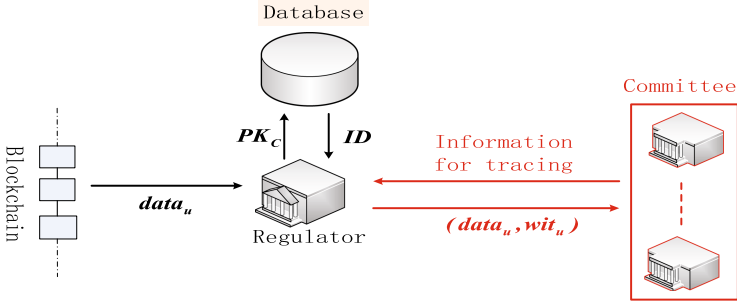 Database
Committee
Blockchain
PK_C
ID
Information
for tracing
data_u
Regulator
(data_u, wit_u)